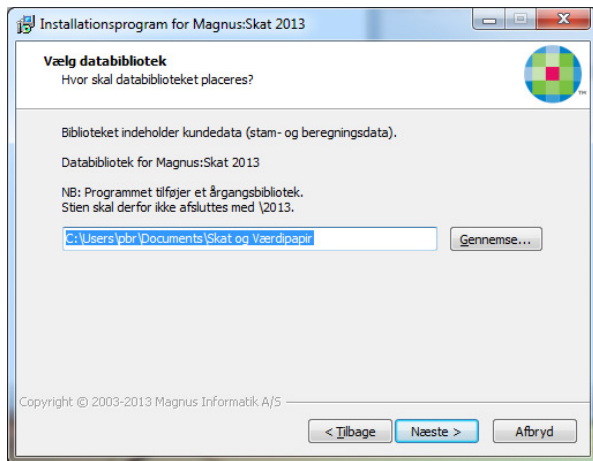 Installationsprogram for Magnus:Skat 2013
Vælg databibliotek
Hvor skal databiblioteket placeres?
TM
Biblioteket indeholder kundedata (stam- og beregningsdata).
Databibliotek for Magnus:Skat 2013
NB: Programmet tilføjer et årgangsbibliotek.
Stien skal derfor ikke afsluttes med \2013.
C:\Users\pbr\Documents\Skat og Værdipapir
Gennemse...
Copyright © 2003-2013 Magnus Informatik A/S
< Tilbage
Næste >
Afbryd